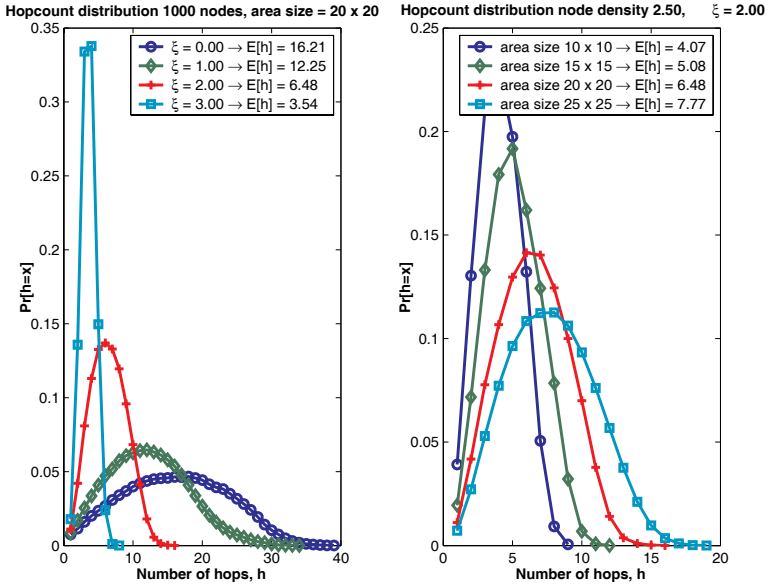 Hopcount distribution 1000 nodes, area size = 20 x 20
0.35
0.3
0.25
0.2
0.15
0.1
0.05
0
Pr[h=x]
ξ = 0.00 → E[h] = 16.21
ξ = 1.00 → E[h] = 12.25
ξ = 2.00 → E[h] = 6.48
ξ = 3.00 → E[h] = 3.54
0 10 20 30 40
Number of hops, h
Hopcount distribution node density 2.50, ξ = 2.00
0.25
0.2
0.15
0.1
0.05
0
Pr[h=x]
area size 10 x 10 → E[h] = 4.07
area size 15 x 15 → E[h] = 5.08
area size 20 x 20 → E[h] = 6.48
area size 25 x 25 → E[h] = 7.77
0 5 10 15 20
Number of hops, h